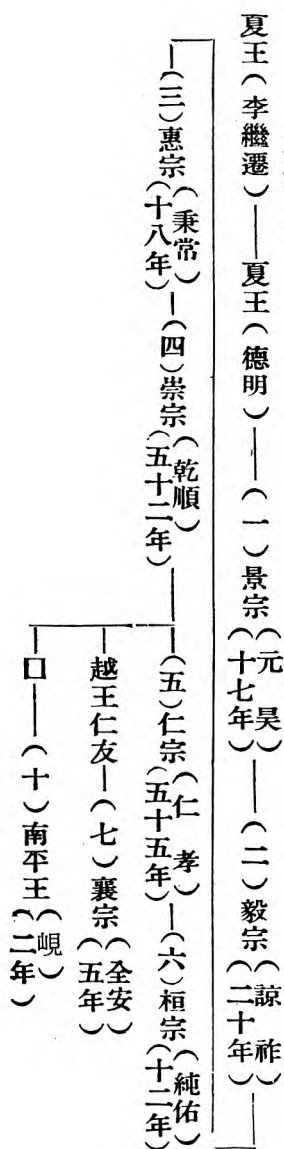 夏王（李繼遷）——夏王（德明）——（一）景宗（元昊）（十七年）——（二）毅宗（諒祚）（二十年）
（三）惠宗（秉常）（十八年）—（四）崇宗（乾順）（五十二年）
（五）仁宗（仁孝）（五十五年）—（六）桓宗（純佑）（十二年）
越王仁友—（七）襄宗（全安）（五年）
□——（十）南平王（晛）（二年）